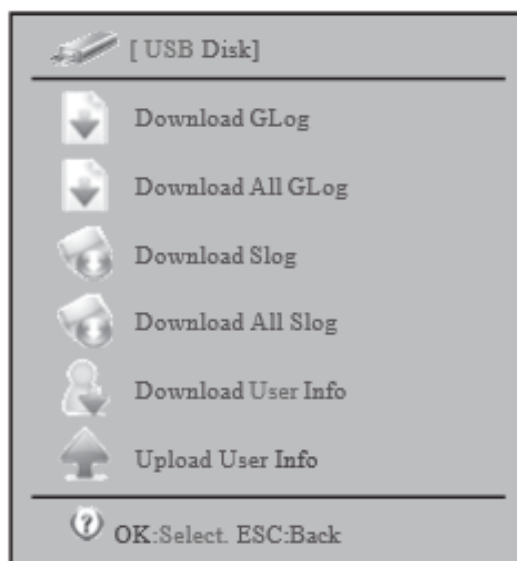 [ USB Disk]
Download GLog
Download All GLog
Download Slog
Download All Slog
Download User Info
Upload User Info
OK:Select. ESC:Back